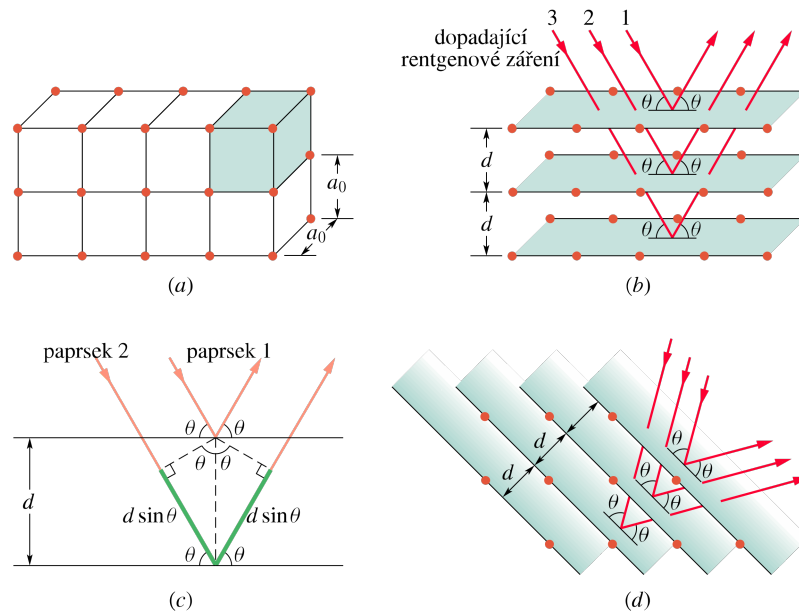 a₀
a₀
(a)
3 2 1
dopadající
rentgenové záření
θ θ
d
θ θ
d
θ θ
(b)
paprsek 2 paprsek 1
θ θ
θ θ
d
d sin θ d sin θ
θ θ
(c)
d
d
θ
θ
θ
θ
θ
θ
(d)